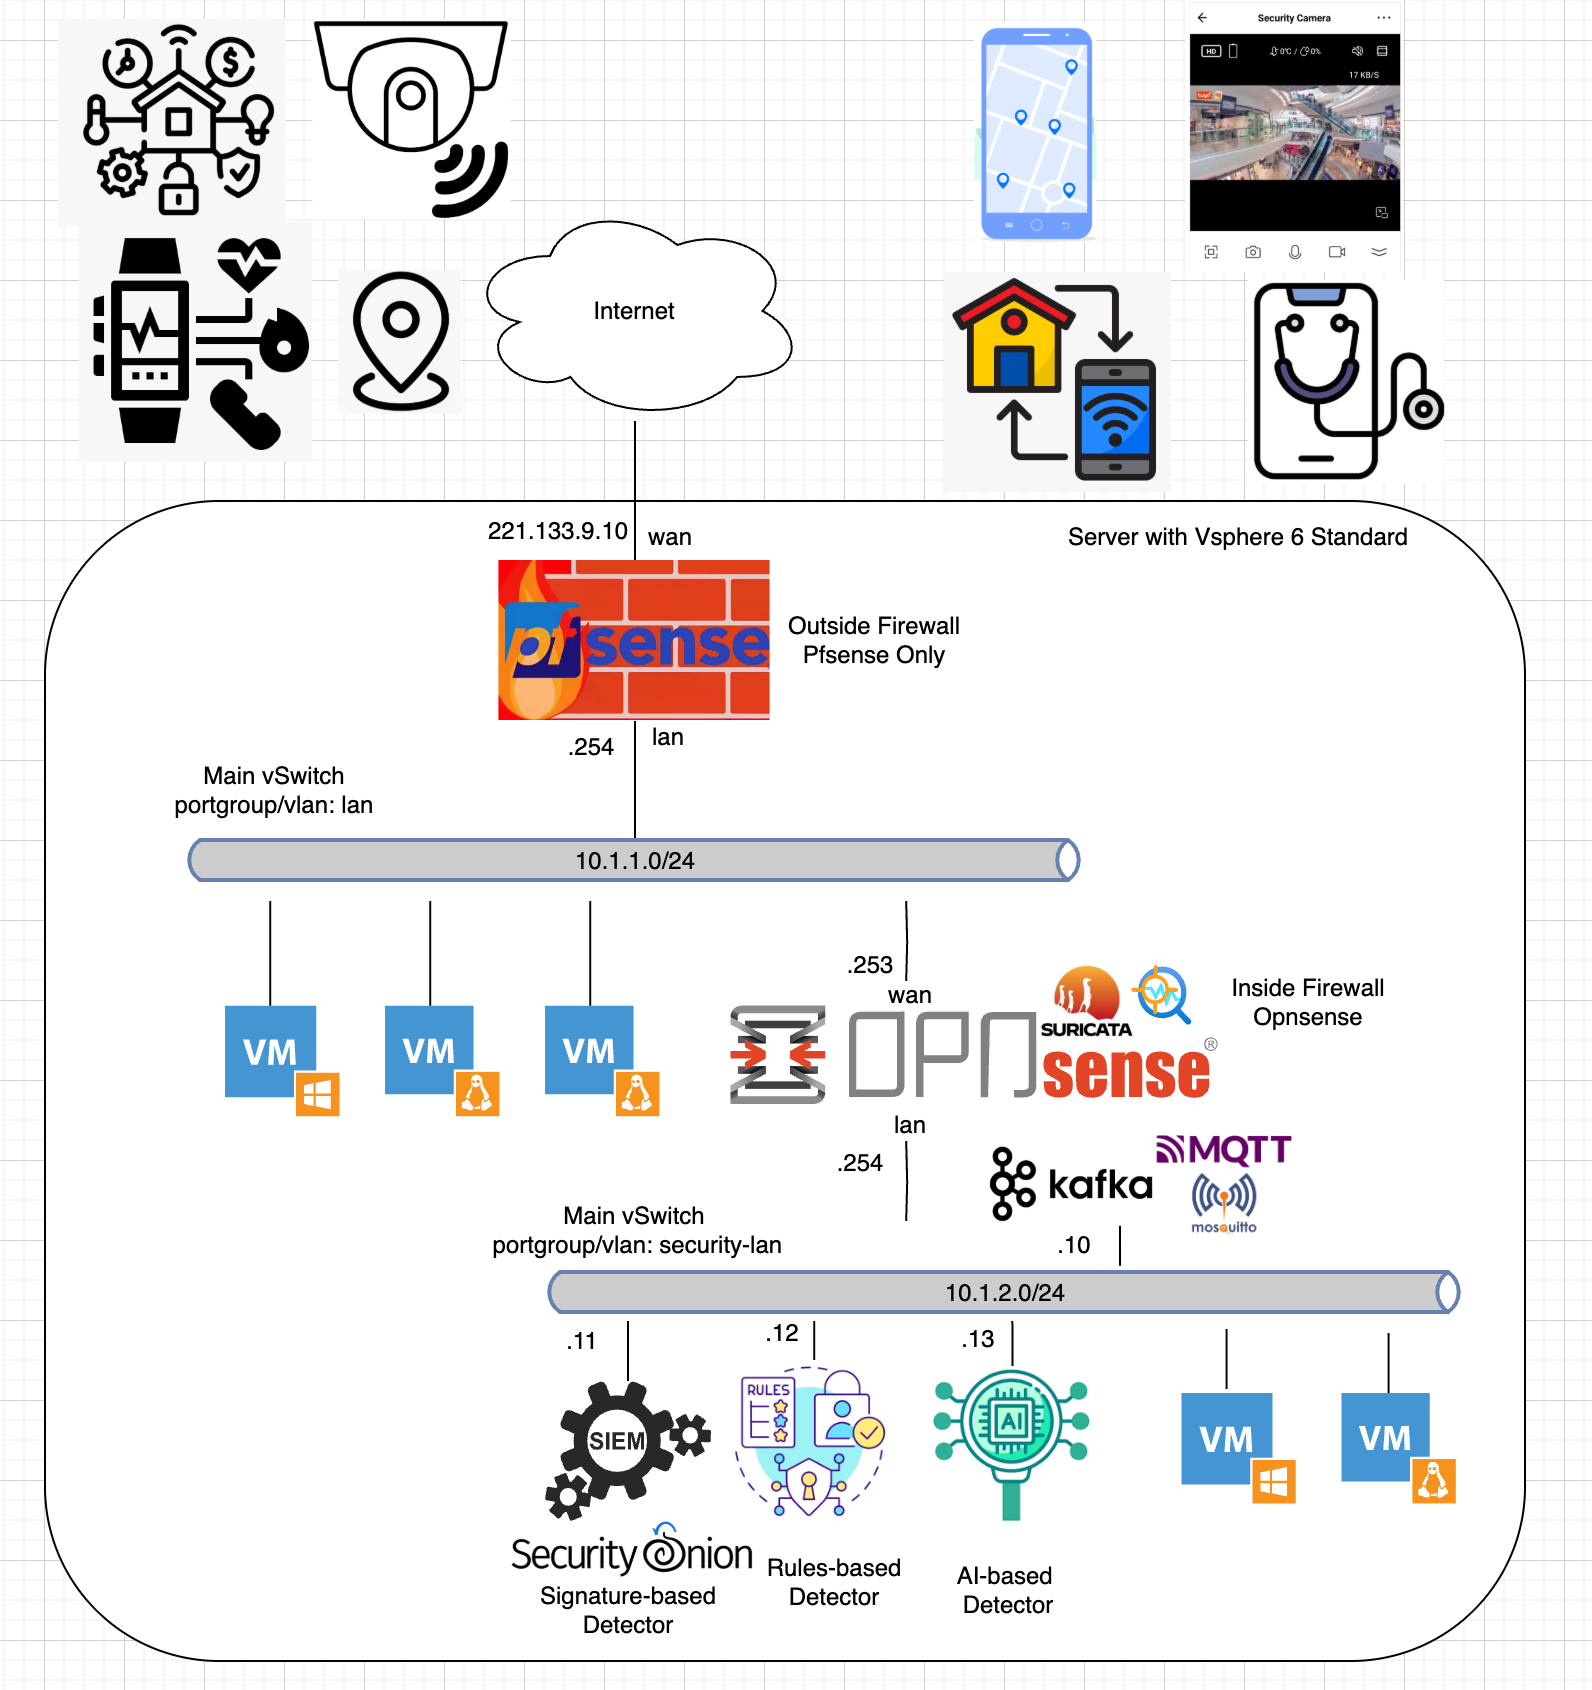 Security Camera
HD
0°C / 0%
17 KB/S
tuya
Internet
221.133.9.10
wan
Server with Vsphere 6 Standard
pfsense
Outside Firewall
Pfsense Only
.254
lan
Main vSwitch
portgroup/vlan: lan
10.1.1.0/24
.253
wan
VM
VM
VM
SURICATA
OPNsense®
Inside Firewall
Opnsense
lan
.254
kafka
MQTT
mosquitto
Main vSwitch
portgroup/vlan: security-lan
.10
10.1.2.0/24
.11
.12
.13
SIEM
RULES
AI
VM
VM
Security Onion
Signature-based
Detector
Rules-based
Detector
AI-based
Detector